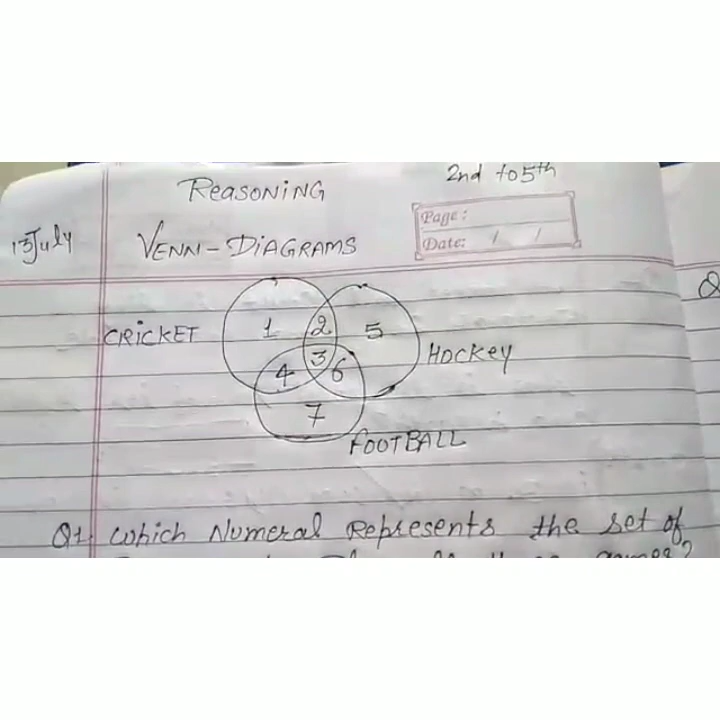 2nd to 5th
Reasoning
Page:
13 July
Date: / /
VENN-DIAGRAMS
CRICKET
1 2 5
3
4 6
Hockey
7
FOOTBALL
Q1. Which Numeral Represents the set of
games?